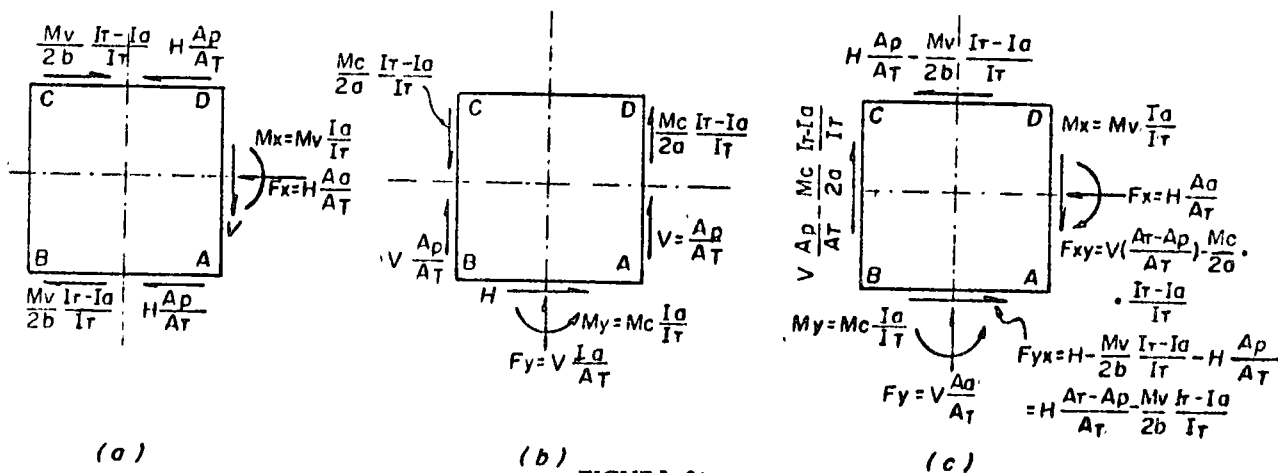 Mv/2b IT-Ia/IT H Ap/AT
C D
Mx=Mv Ia/IT
Fx=H Aa/AT
V
B A
Mv/2b IT-Ia/IT H Ap/AT
(a)
Mc/2a IT-Ia/IT
C D
Mc/2a IT-Ia/IT
V Ap/AT
V=Ap/AT
B A
H
My=Mc Ia/IT
Fy=V Ia/AT
(b)
H Ap/AT - Mv/2b IT-Ia/IT
C D
V Ap/AT - Mc/2a IT-Ia/IT
Mx=Mv Ia/IT
Fx=H Aa/AT
Fxy=V(AT-Ap/AT)-Mc/2a·
·IT-Ia/IT
B A
My=Mc Ia/IT
Fyx=H-Mv/2b IT-Ia/IT-H Ap/AT
Fy=V Aa/AT
=H AT-Ap/AT-Mv/2b IT-Ia/IT
(c)